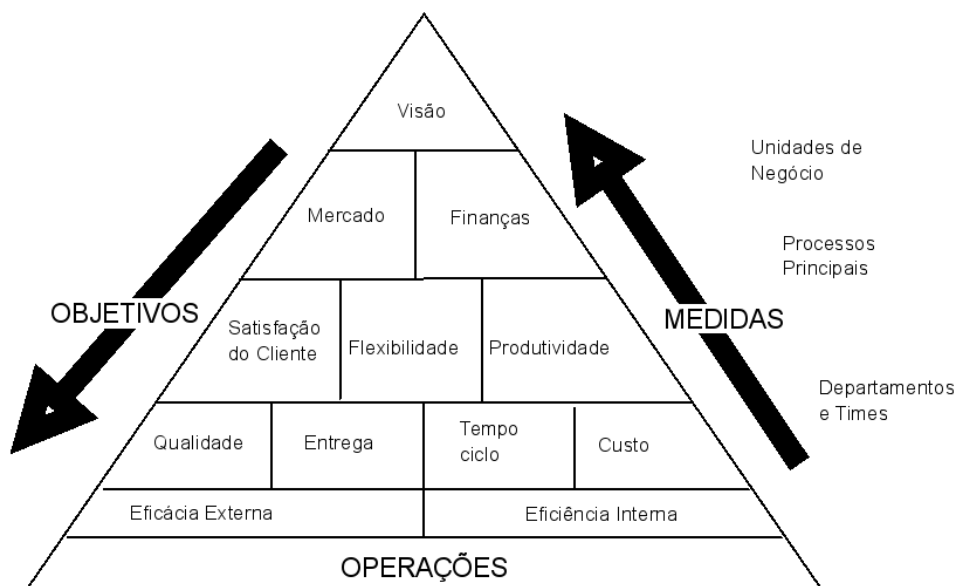 Visão
Unidades de
Negócio
Mercado
Finanças
Processos
Principais
OBJETIVOS
MEDIDAS
Satisfação
do Cliente
Flexibilidade
Produtividade
Departamentos
e Times
Qualidade
Entrega
Tempo
ciclo
Custo
Eficácia Externa
Eficiência Interna
OPERAÇÕES